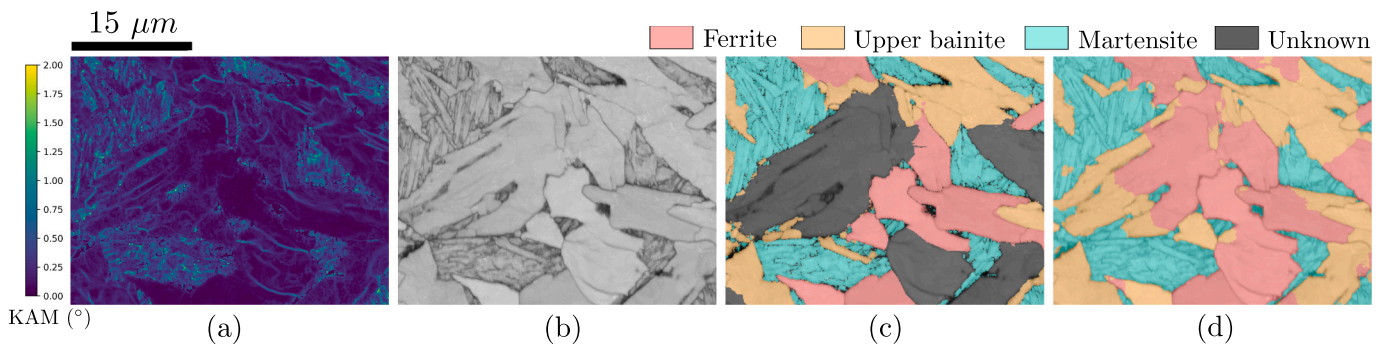 15 μm
Ferrite Upper bainite Martensite Unknown
2.00
1.75
1.50
1.25
1.00
0.75
0.50
0.25
0.00
KAM (°)
(a) (b) (c) (d)